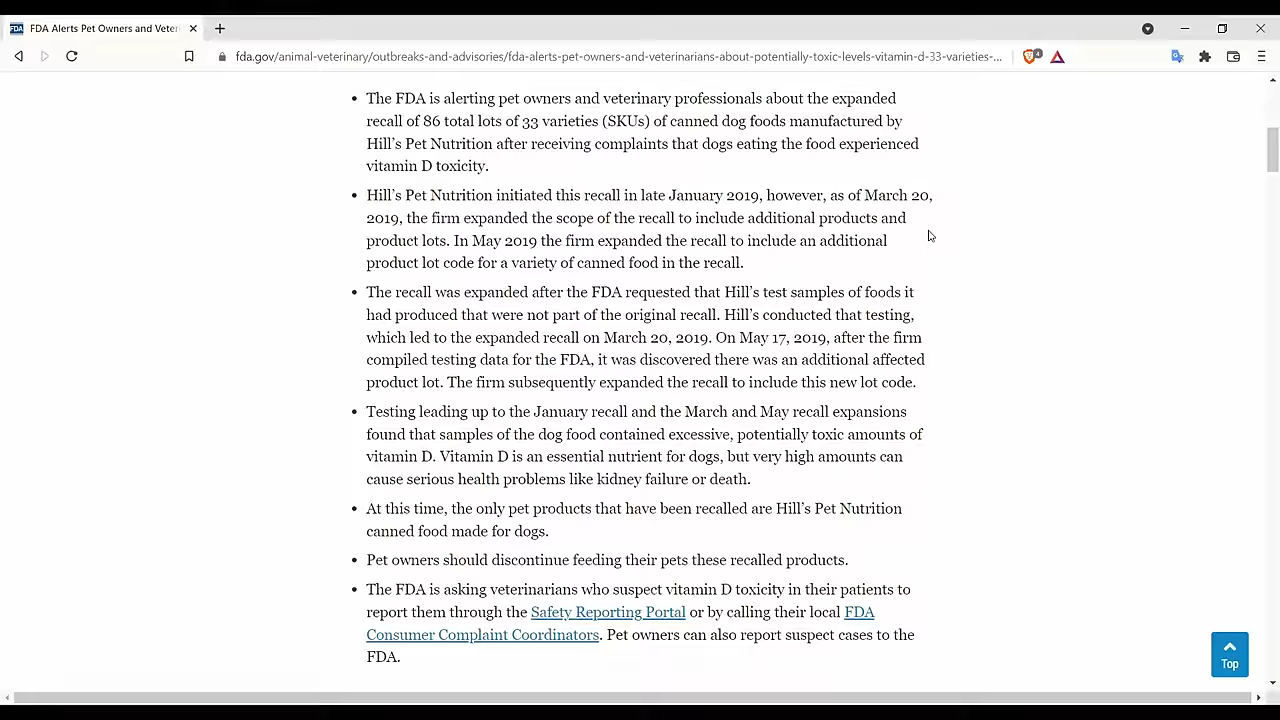 FDA
FDA Alerts Pet Owners and Veter
fda.gov/animal-veterinary/outbreaks-and-advisories/fda-alerts-pet-owners-and-veterinarians-about-potentially-toxic-levels-vitamin-d-33-varieties-...
4
• The FDA is alerting pet owners and veterinary professionals about the expanded
recall of 86 total lots of 33 varieties (SKUs) of canned dog foods manufactured by
Hill’s Pet Nutrition after receiving complaints that dogs eating the food experienced
vitamin D toxicity.
• Hill’s Pet Nutrition initiated this recall in late January 2019, however, as of March 20,
2019, the firm expanded the scope of the recall to include additional products and
product lots. In May 2019 the firm expanded the recall to include an additional
product lot code for a variety of canned food in the recall.
• The recall was expanded after the FDA requested that Hill’s test samples of foods it
had produced that were not part of the original recall. Hill’s conducted that testing,
which led to the expanded recall on March 20, 2019. On May 17, 2019, after the firm
compiled testing data for the FDA, it was discovered there was an additional affected
product lot. The firm subsequently expanded the recall to include this new lot code.
• Testing leading up to the January recall and the March and May recall expansions
found that samples of the dog food contained excessive, potentially toxic amounts of
vitamin D. Vitamin D is an essential nutrient for dogs, but very high amounts can
cause serious health problems like kidney failure or death.
• At this time, the only pet products that have been recalled are Hill’s Pet Nutrition
canned food made for dogs.
• Pet owners should discontinue feeding their pets these recalled products.
• The FDA is asking veterinarians who suspect vitamin D toxicity in their patients to
report them through the Safety Reporting Portal or by calling their local FDA
Consumer Complaint Coordinators. Pet owners can also report suspect cases to the
FDA.
Top